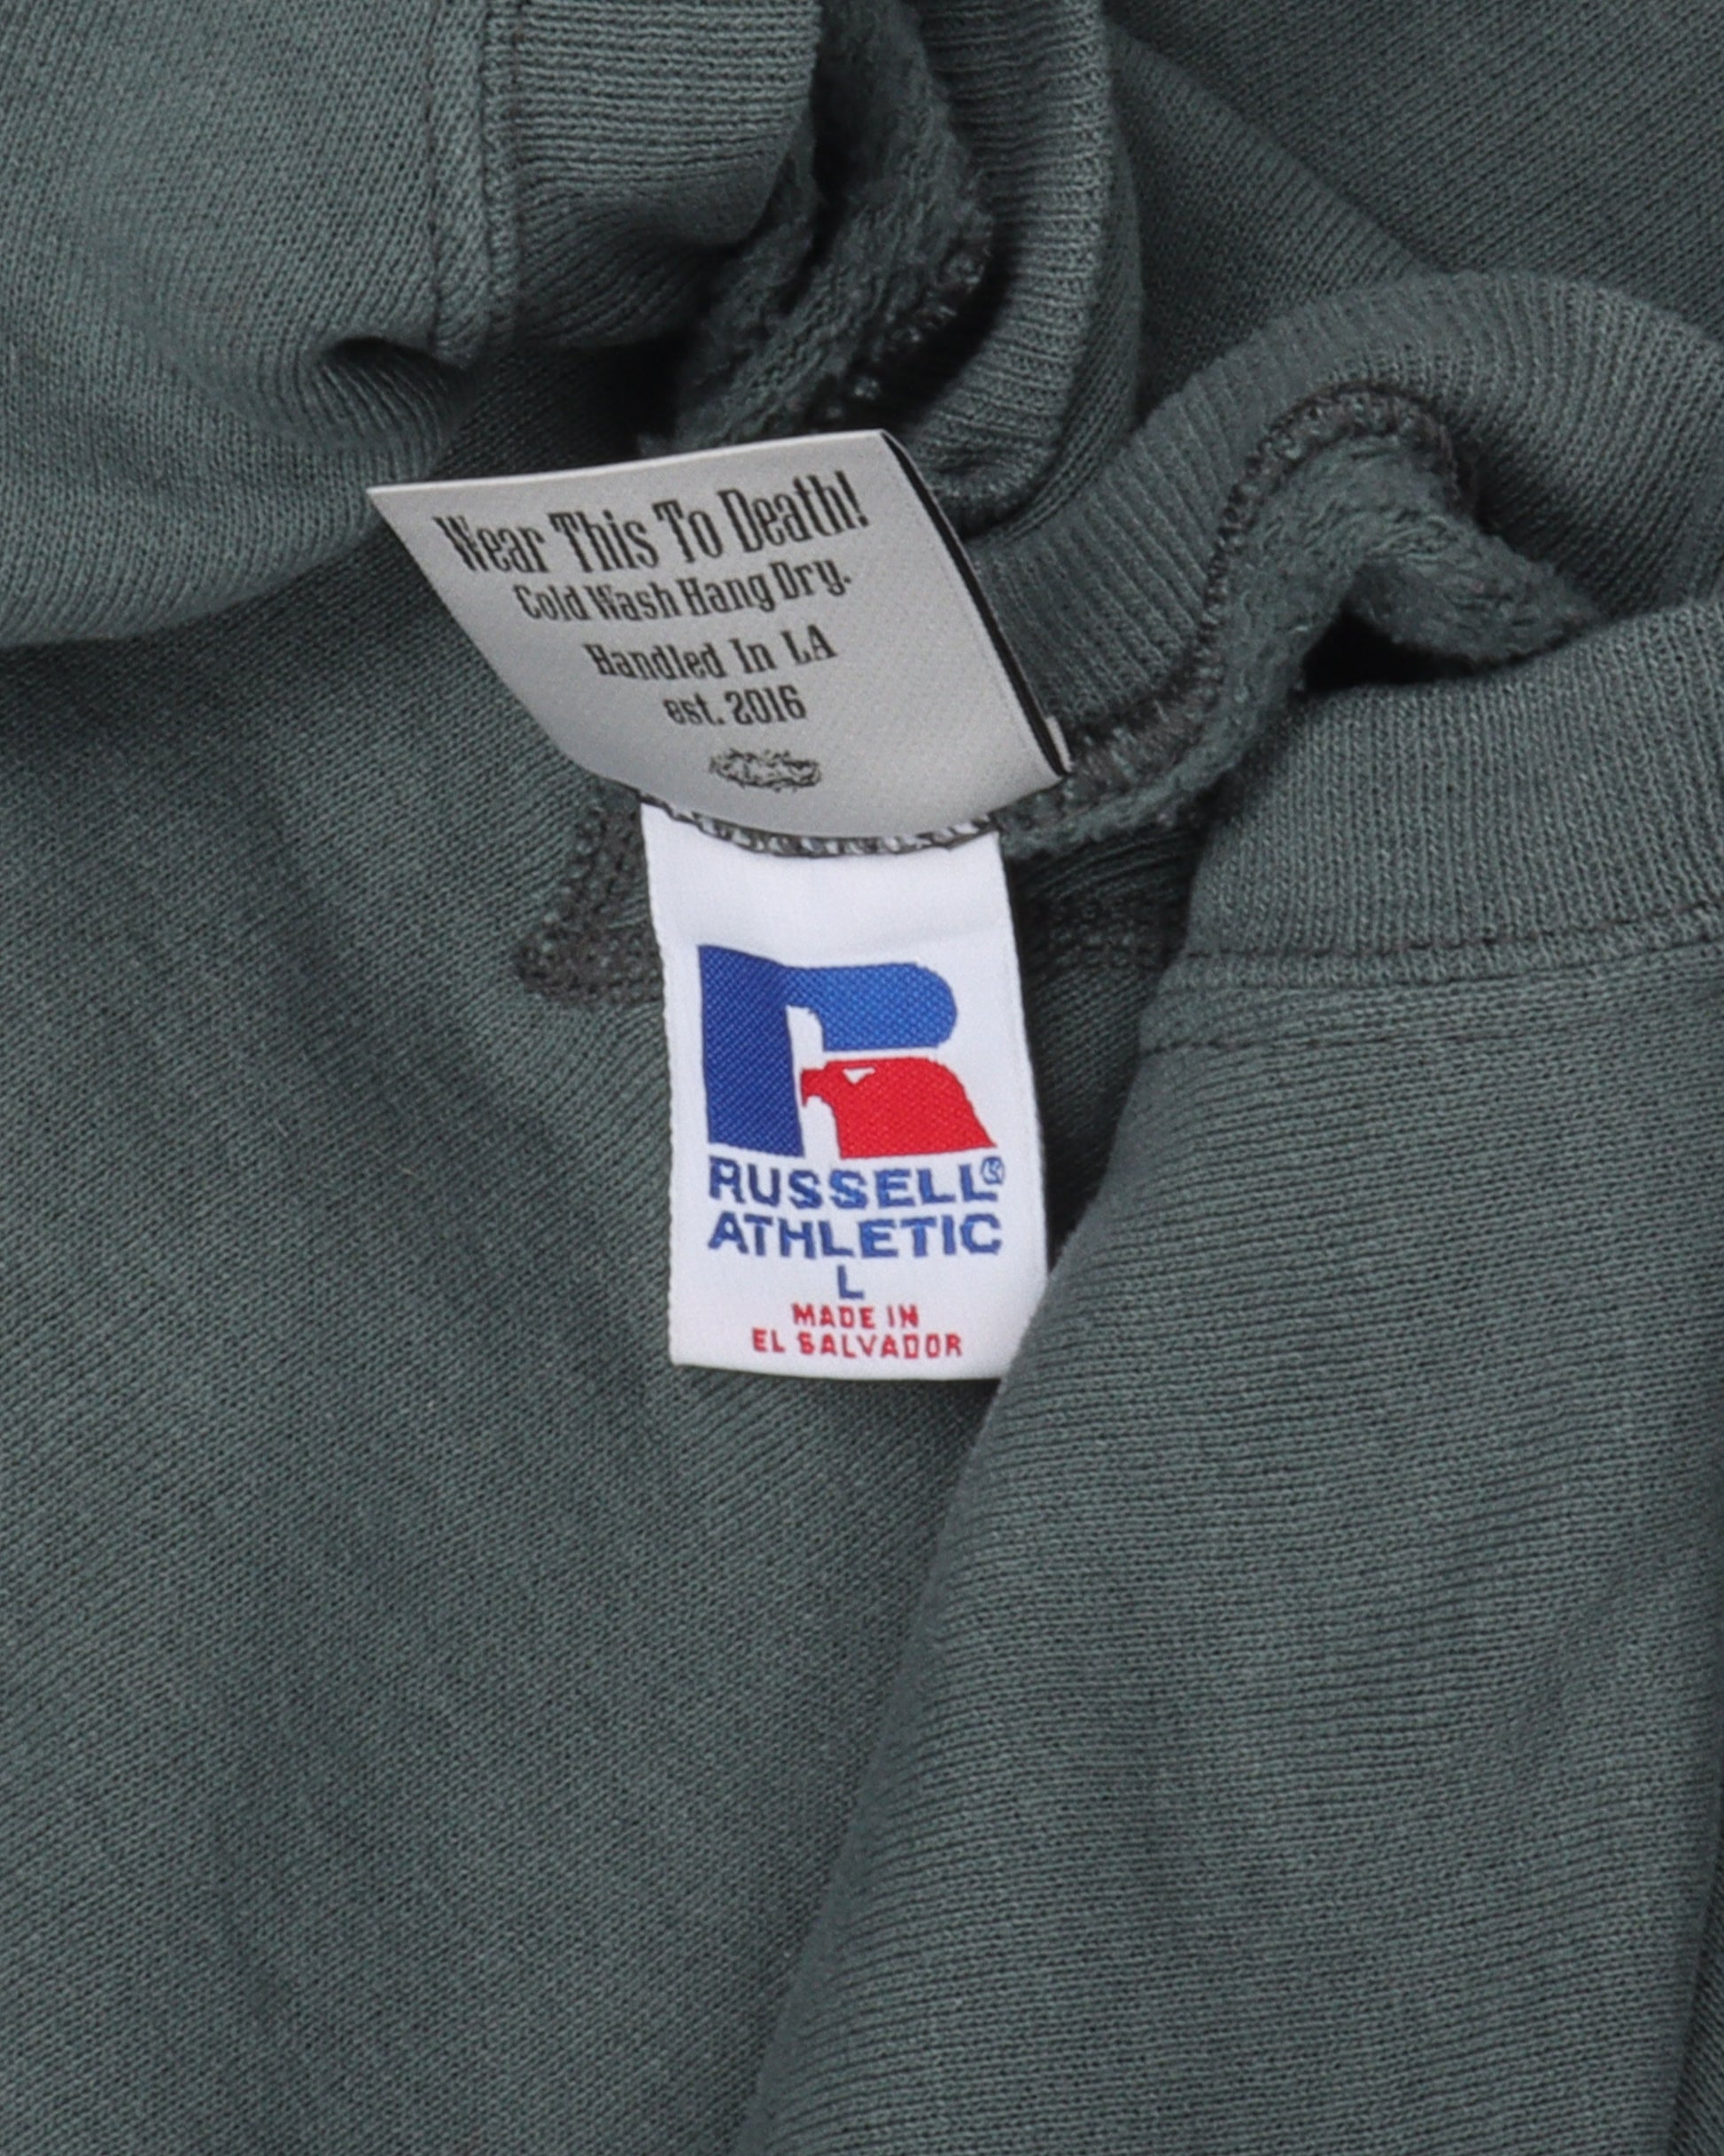 Wear This To Death!
Cold Wash Hang Dry.
Handled In LA
est. 2016
RUSSELL®
ATHLETIC
L
MADE IN
EL SALVADOR